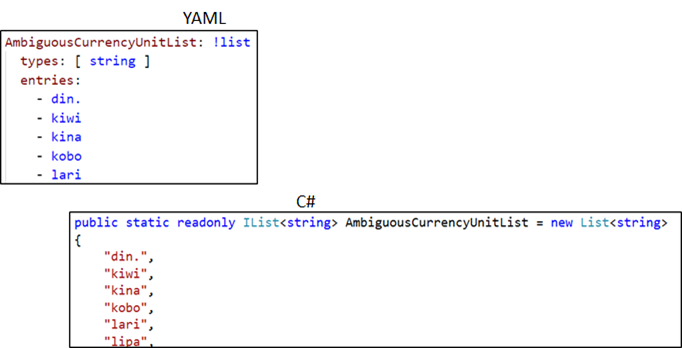 YAML
AmbiguousCurrencyUnitList: !list
types: [ string ]
entries:
- din.
- kiwi
- kina
- kobo
- lari
C#
public static readonly IList<string> AmbiguousCurrencyUnitList = new List<string>
{
"din.",
"kiwi",
"kina",
"kobo",
"lari",
"lipa",